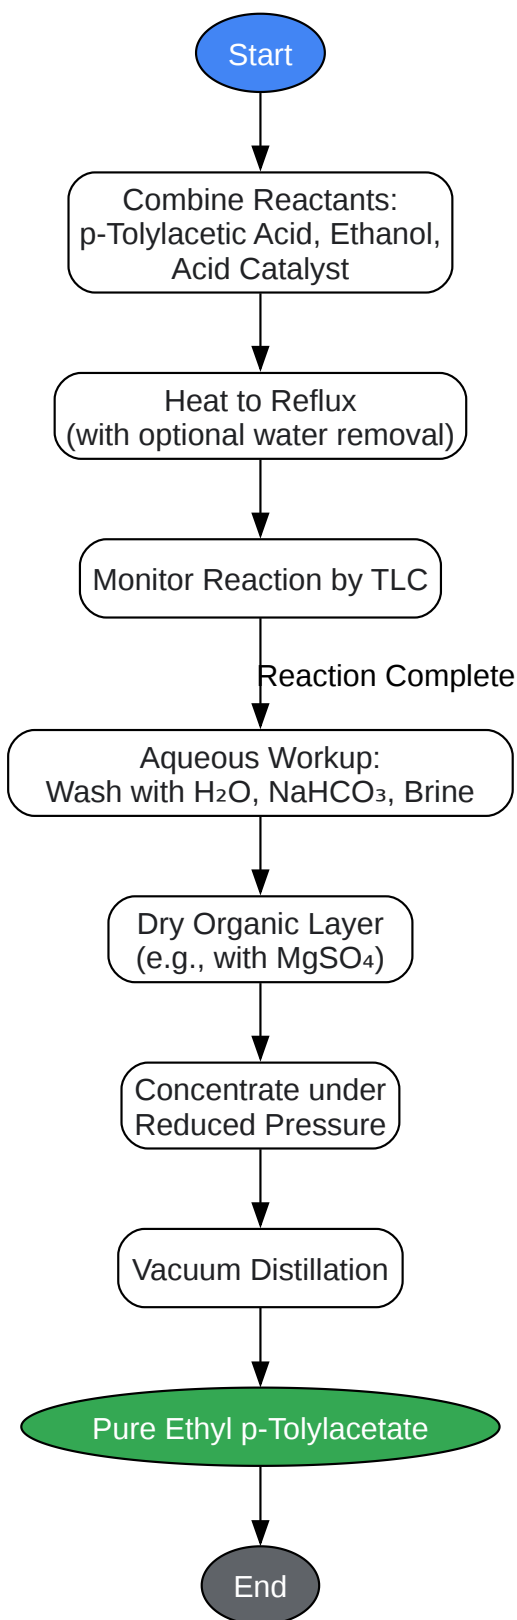 Start
Combine Reactants:
p-Tolylacetic Acid, Ethanol,
Acid Catalyst
Heat to Reflux
(with optional water removal)
Monitor Reaction by TLC
Reaction Complete
Aqueous Workup:
Wash with H₂O, NaHCO₃, Brine
Dry Organic Layer
(e.g., with MgSO₄)
Concentrate under
Reduced Pressure
Vacuum Distillation
Pure Ethyl p-Tolylacetate
End